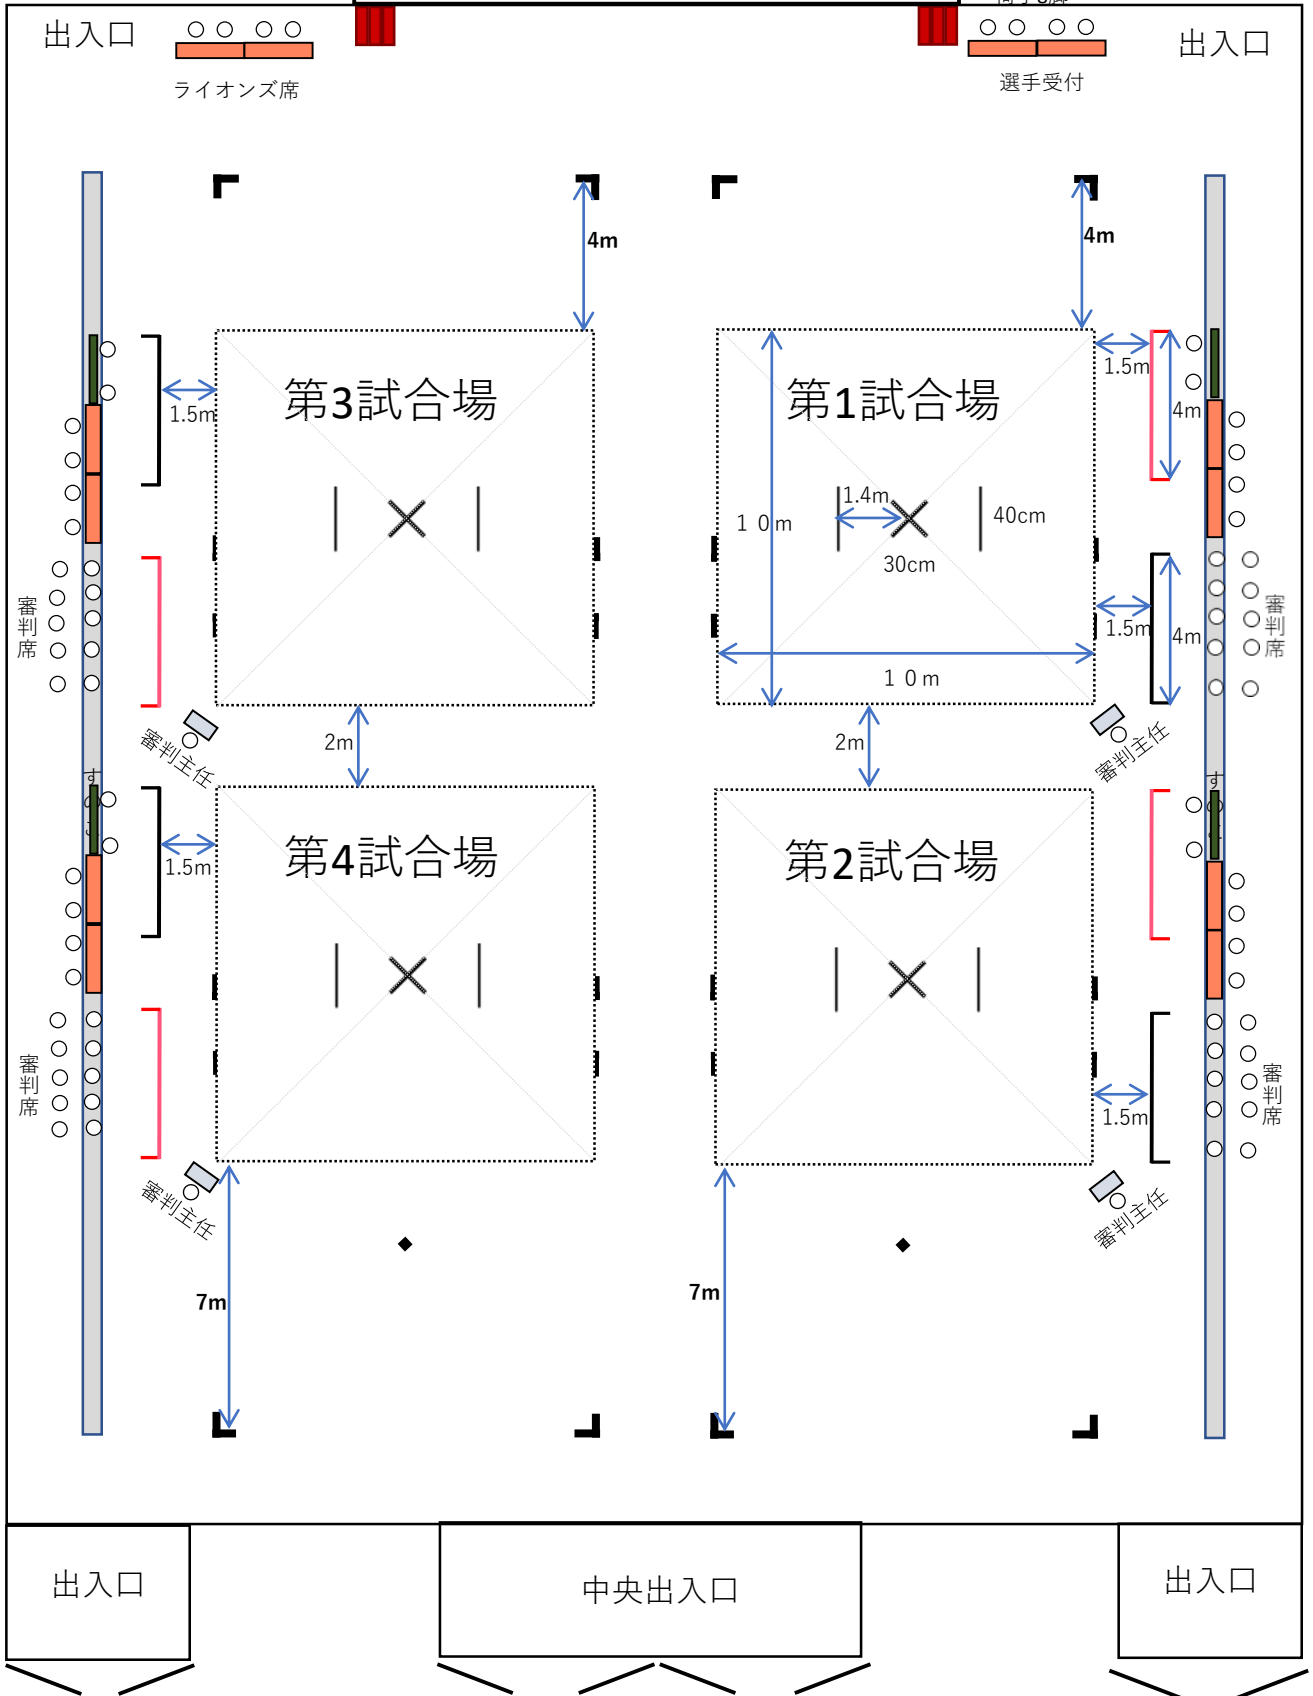 出入口
ライオンズ席
選手受付
出入口
4m
4m
第3試合場
1.5m
第1試合場
1.5m
4m
1.4m
10m
40cm
30cm
1.5m
4m
10m
審判席
審判席
2m
2m
審判主任
審判主任
す
す
第4試合場
1.5m
第2試合場
1.5m
審判席
審判席
審判主任
審判主任
7m
7m
出入口
中央出入口
出入口